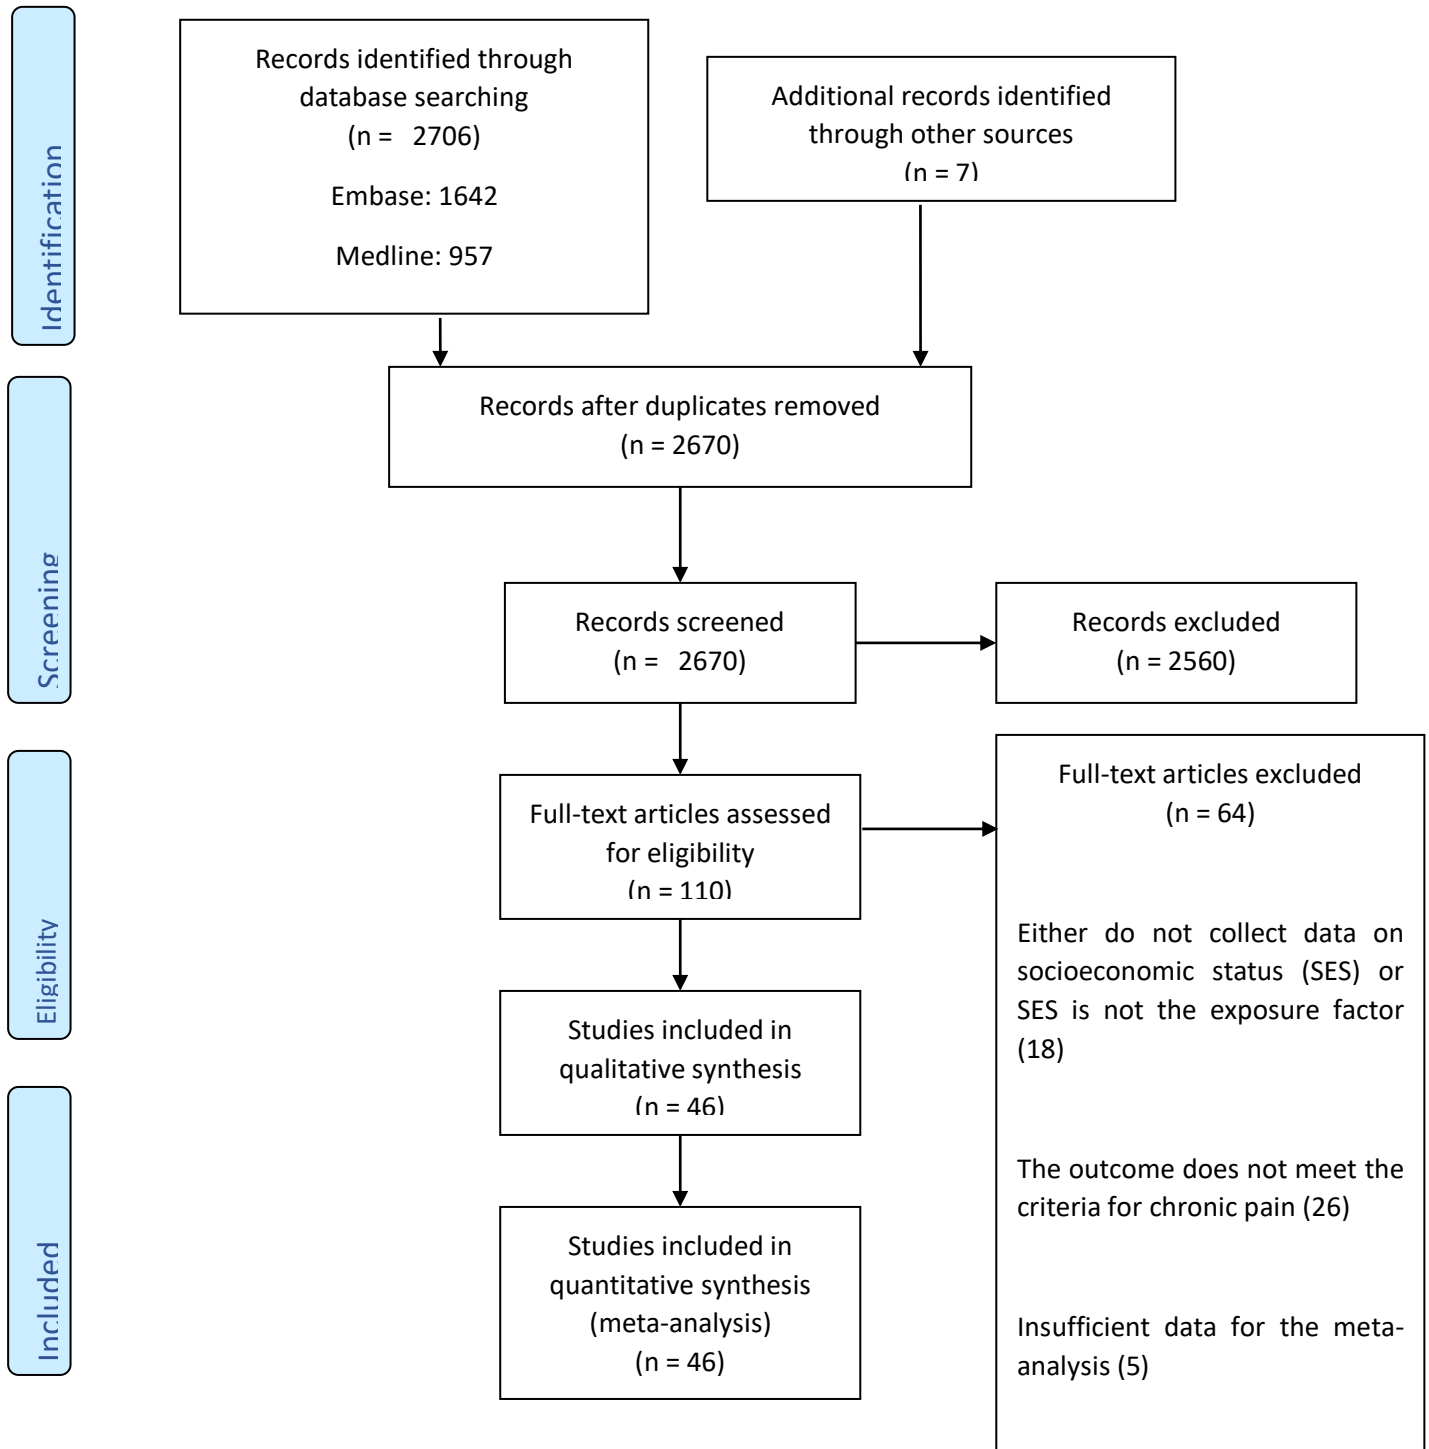 Identification
Records identified through
database searching
(n = 2706)
Embase: 1642
Medline: 957
Additional records identified
through other sources
(n = 7)
Records after duplicates removed
(n = 2670)
Screening
Records screened
(n = 2670)
Records excluded
(n = 2560)
Eligibility
Full-text articles assessed
for eligibility
(n = 110)
Full-text articles excluded
(n = 64)
Either do not collect data on
socioeconomic status (SES) or
SES is not the exposure factor
(18)
The outcome does not meet the
criteria for chronic pain (26)
Insufficient data for the meta-
analysis (5)
Studies included in
qualitative synthesis
(n = 46)
Included
Studies included in
quantitative synthesis
(meta-analysis)
(n = 46)